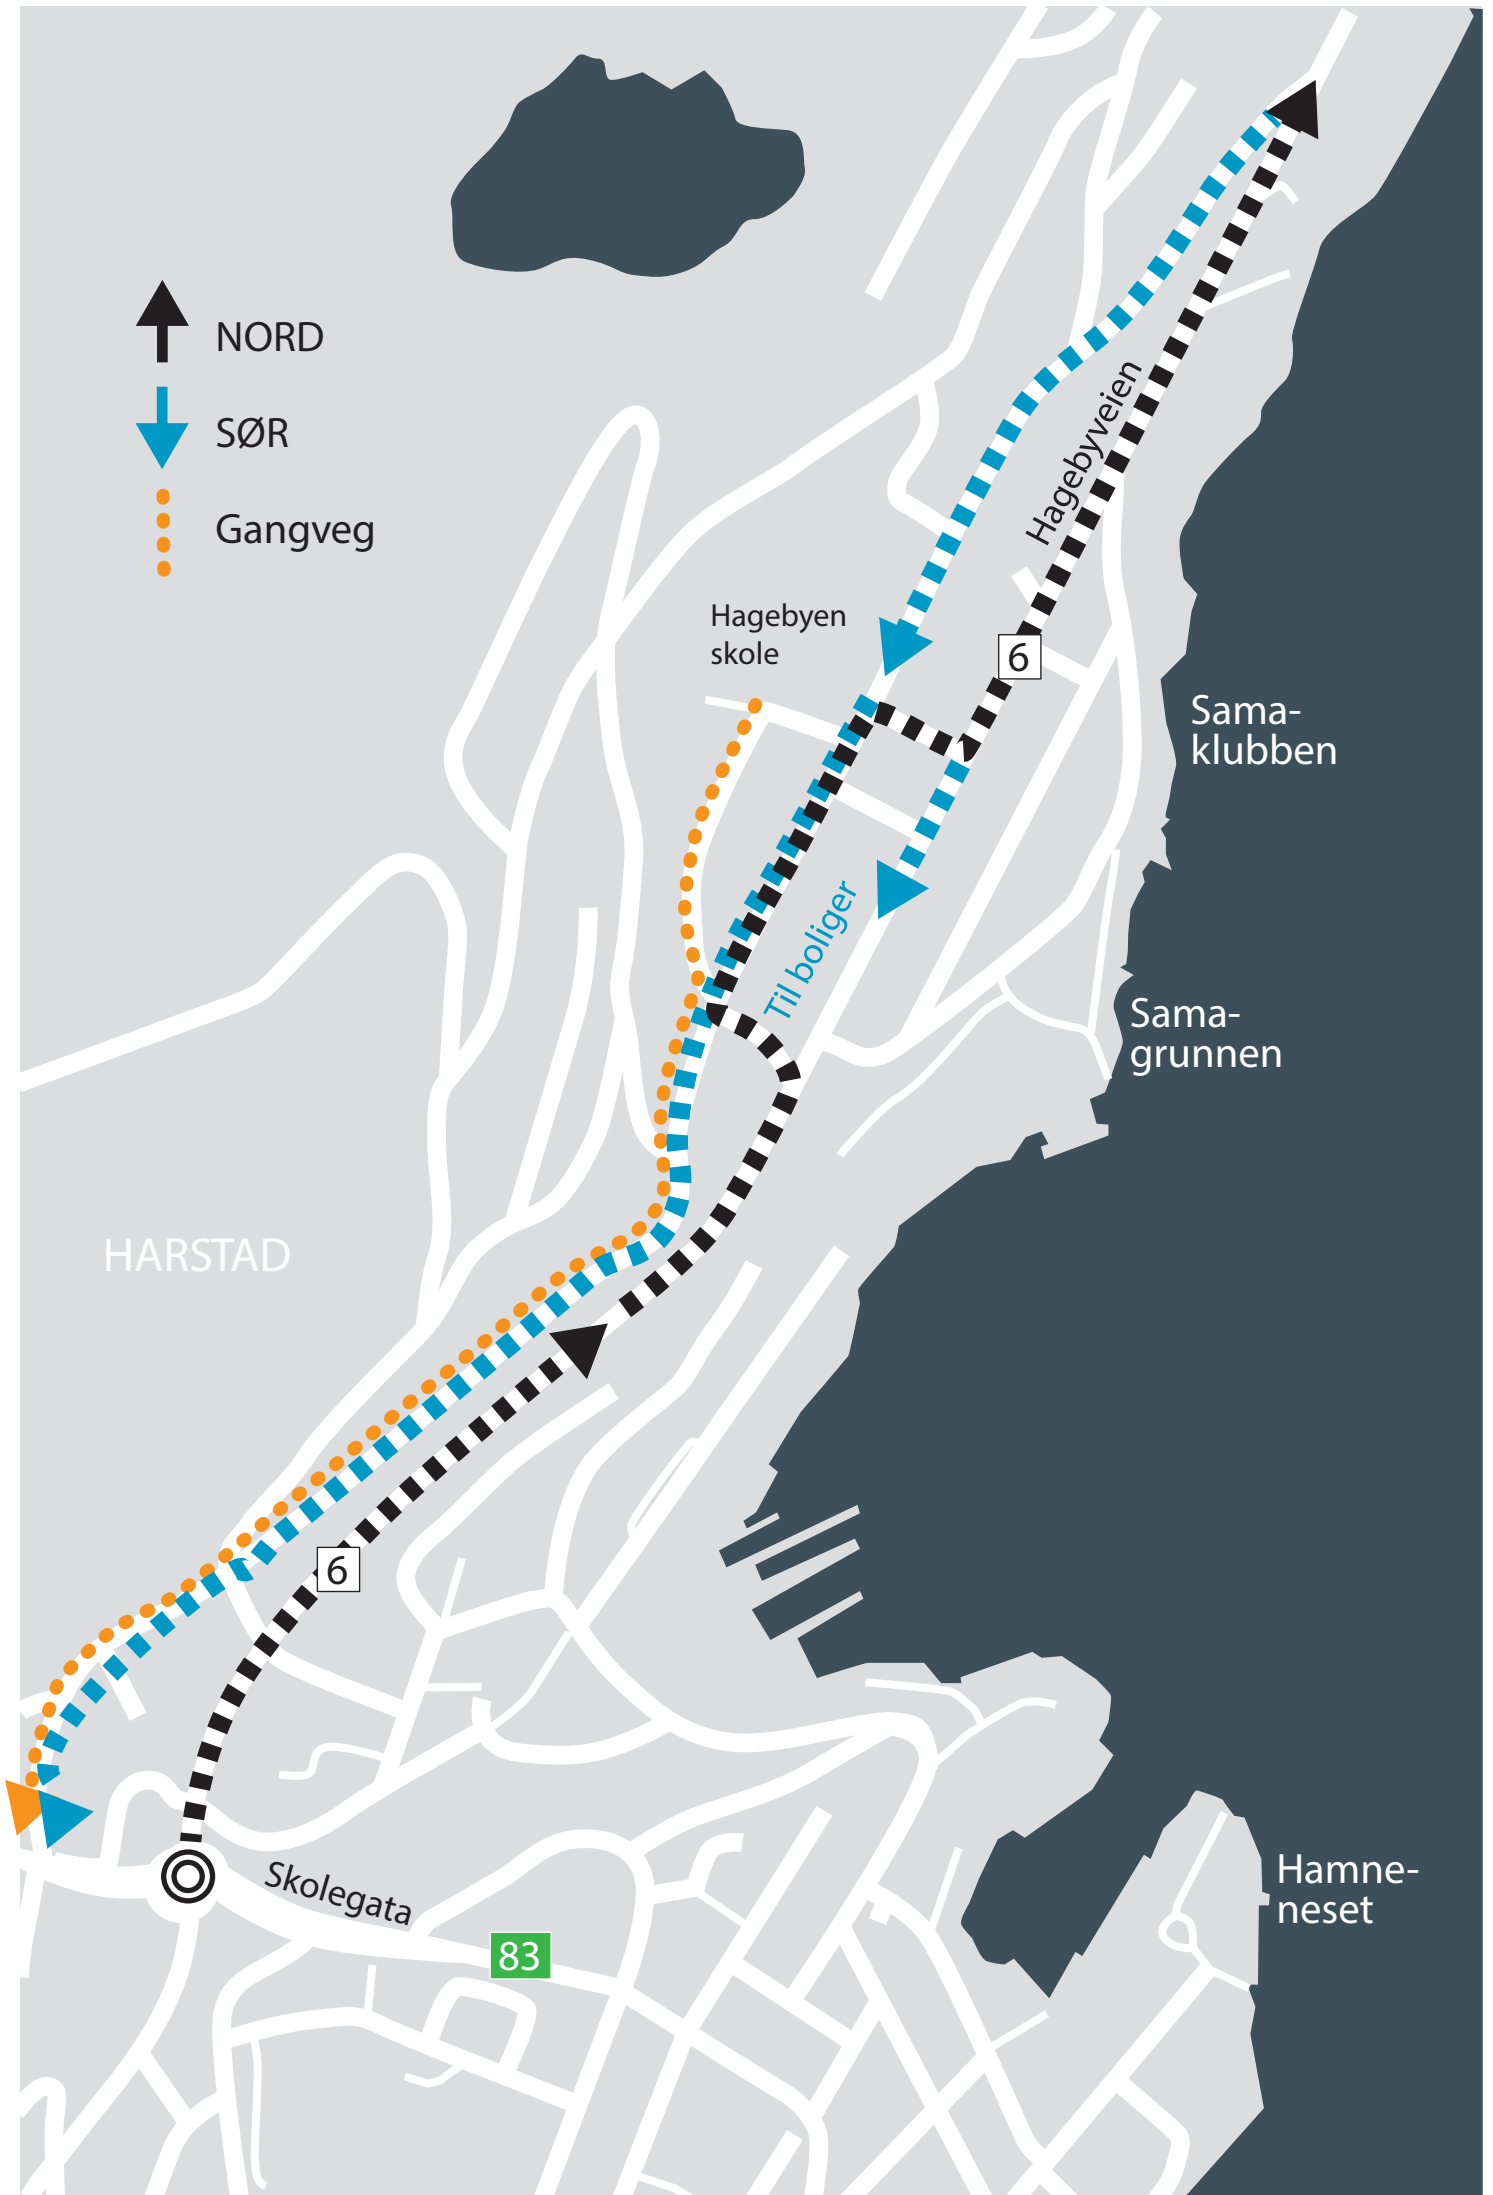 NORD
SØR
Gangveg
Hagebyveien
Hagebyen
skole
6
Sama-
klubben
Til boliger
Sama-
grunnen
HARSTAD
6
Skolegata
83
Hamne-
neset